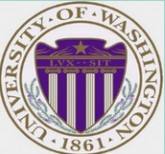 UNIVERSITY · OF · WASHINGTON
LVX · SIT
· 1861 ·